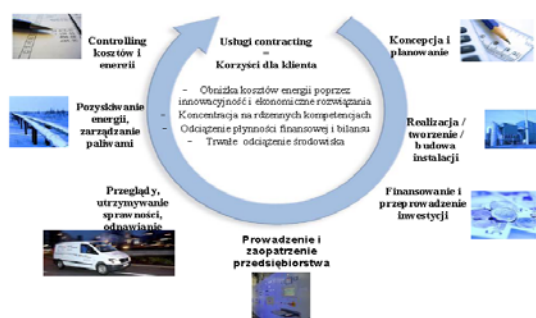 Controlling
kosztów i
energii
Usługi contracting
=
Korzyści dla klienta
- Obniżka kosztów energii poprzez
innowacyjność i ekonomiczne rozwiązania
- Koncentracja na rdzennych kompetencjach
- Odciążenie płynności finansowej i bilansu
- Trwałe odciążenie środowiska
Koncepcja i
planowanie
Realizacja /
tworzenie /
budowa
instalacji
Finansowanie i
przeprowadzenie
inwestycji
Prowadzenie i
zaopatrzenie
przedsiębiorstwa
Przeglądy,
utrzymywanie
sprawności,
odnawianie
Pozyskiwanie
energii,
zarządzanie
paliwami